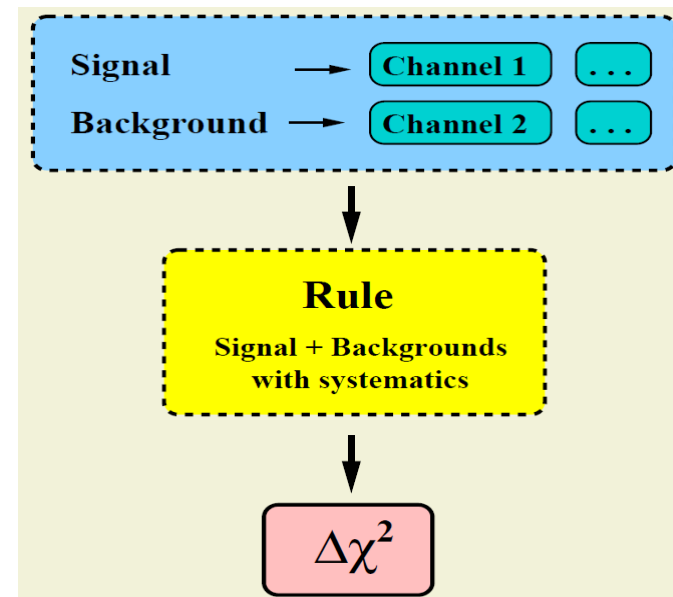 Signal Channel 1 ...
Background Channel 2 ...
Rule
Signal + Backgrounds
with systematics
Δχ²